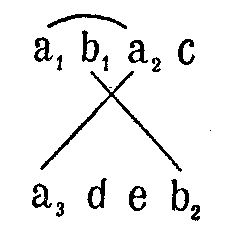 a₁ b₁ a₂ c
a₃ d e b₂